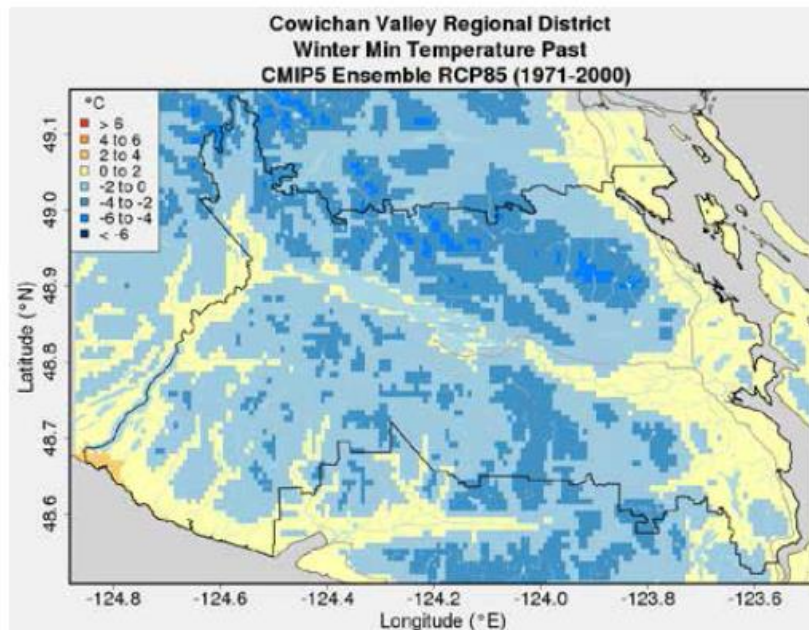 Cowichan Valley Regional District
Winter Min Temperature Past
CMIP5 Ensemble RCP85 (1971-2000)
°C
> 6
4 to 6
2 to 4
0 to 2
-2 to 0
-4 to -2
-6 to -4
< -6
Latitude (°N)
49.1
49.0
48.9
48.8
48.7
48.6
-124.8
-124.6
-124.4
-124.2
-124.0
-123.8
-123.6
Longitude (°E)